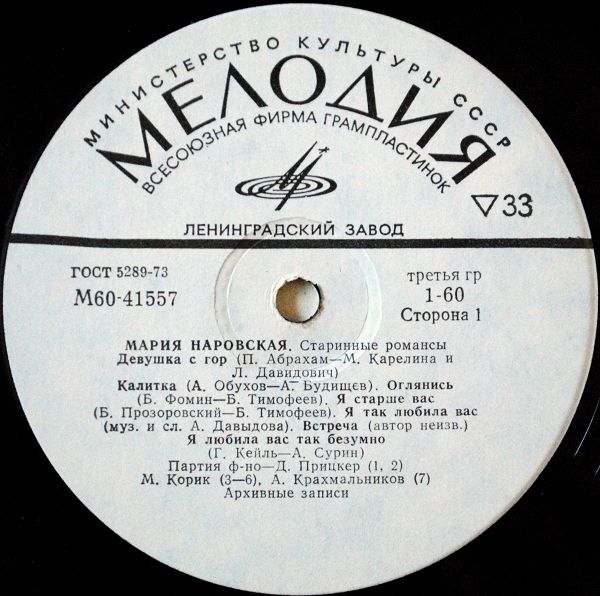 МИНИСТЕРСТВО КУЛЬТУРЫ СССР
МЕЛОДИЯ
ВСЕСОЮЗНАЯ ФИРМА ГРАМПЛАСТИНОК
33
ЛЕНИНГРАДСКИЙ ЗАВОД
ГОСТ 5289-73
третья гр
М60-41557
1-60
Сторона 1
МАРИЯ НАРОВСКАЯ. Старинные романсы
Девушка с гор (П. Абрахам—М. Карелина и
Л. Давидович)
Калитка (А. Обухов—А. Будищев). Оглянись
(Б. Фомин—Б. Тимофеев). Я старше вас
(Б. Прозоровский—Б. Тимофеев). Я так любила вас
(муз. и сл. А. Давыдова). Встреча (автор неизв.)
Я любила вас так безумно
(Г. Кейль—А. Сурин)
Партия ф-но—Д. Прицкер (1, 2)
М. Корик (3—6), А. Крахмальников (7)
Архивные записи